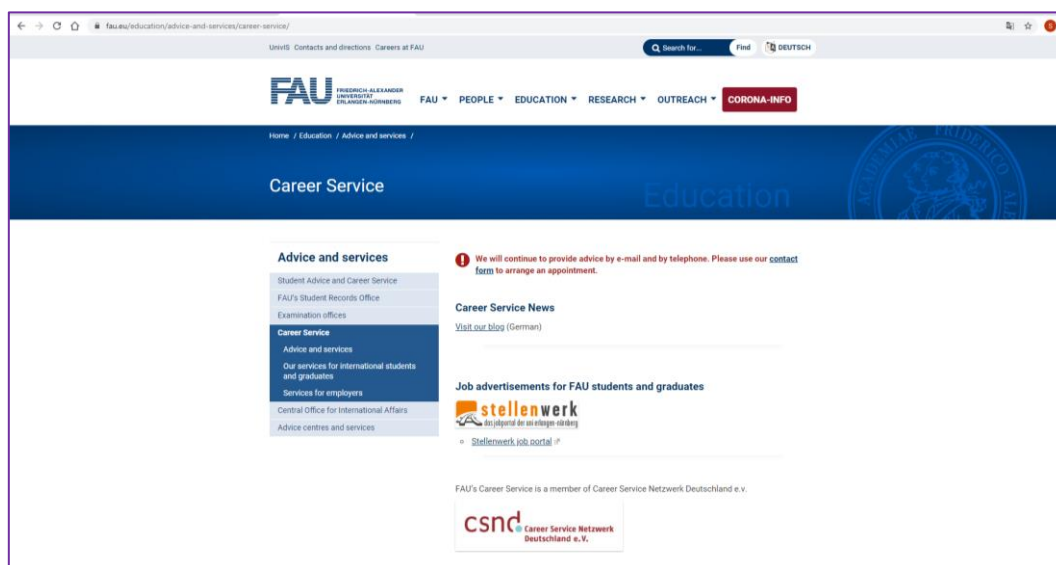 fau.eu/education/advice-and-services/career-service/
S
UnivIS Contacts and directions Careers at FAU
Search for... Find DEUTSCH
FAU FRIEDRICH-ALEXANDER
UNIVERSITÄT
ERLANGEN-NÜRNBERG
FAU PEOPLE EDUCATION RESEARCH OUTREACH CORONA-INFO
Home / Education / Advice and services /
ACADEMIAE FRIDERICO ALE
Career Service
Education
Advice and services
Student Advice and Career Service
FAU's Student Records Office
Examination offices
Career Service
Advice and services
Our services for international students
and graduates
Services for employers
Central Office for International Affairs
Advice centres and services
We will continue to provide advice by e-mail and by telephone. Please use our contact
form to arrange an appointment.
Career Service News
Visit our blog (German)
Job advertisements for FAU students and graduates
stellenwerk
das jobportal der uni erlangen-nürnberg
Stellenwerk job portal
FAU's Career Service is a member of Career Service Netzwerk Deutschland e.v.
csnd Career Service Netzwerk
Deutschland e.V.